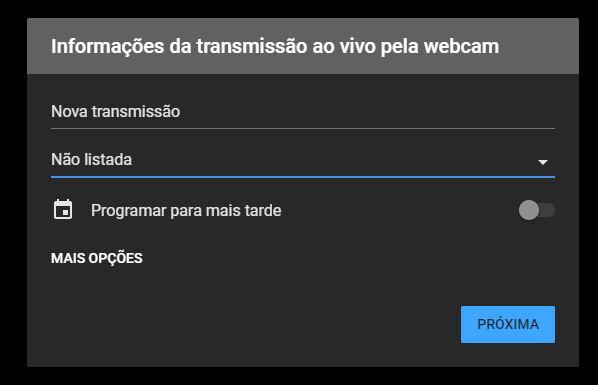 Informações da transmissão ao vivo pela webcam
Nova transmissão
Não listada
Programar para mais tarde
MAIS OPÇÕES
PRÓXIMA